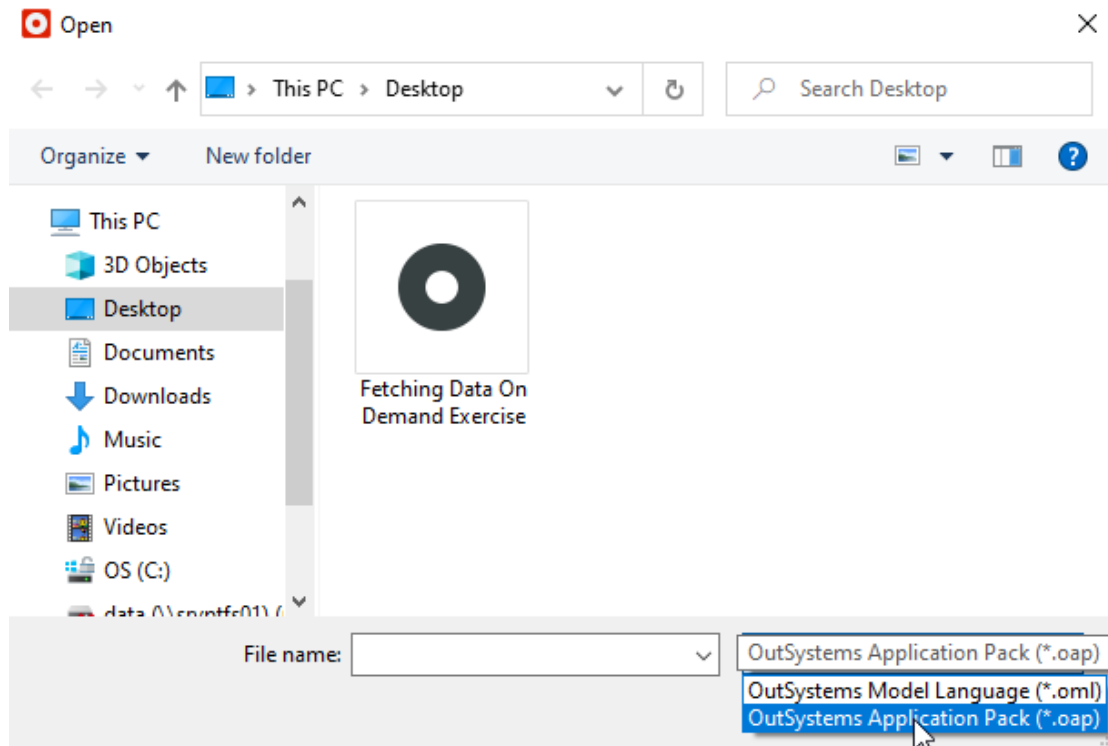 Open
This PC > Desktop
Search Desktop
Organize
New folder
This PC
3D Objects
Desktop
Documents
Downloads
Music
Pictures
Videos
OS (C:)
data (\\sryntfs01) (
Fetching Data On
Demand Exercise
File name:
OutSystems Application Pack (*.oap)
OutSystems Model Language (*.oml)
OutSystems Application Pack (*.oap)